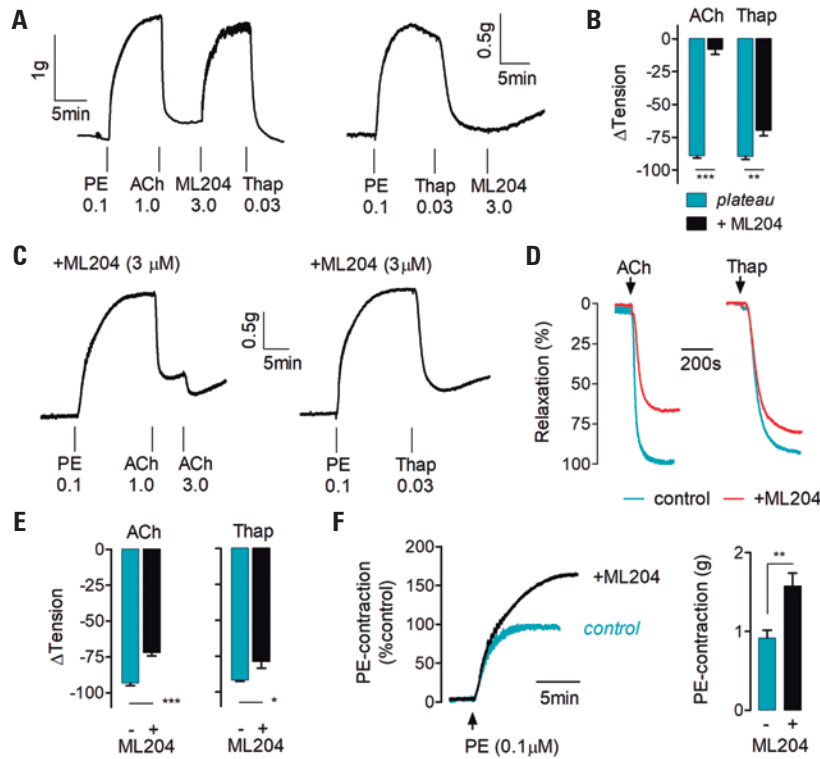 A
1g
5min
PE ACh ML204 Thap
0.1 1.0 3.0 0.03
0.5g
5min
PE Thap ML204
0.1 0.03 3.0
B
ACh Thap
ΔTension
0
-25
-50
-75
-100
*** **
plateau
+ ML204
C
+ML204 (3 μM)
PE ACh ACh
0.1 1.0 3.0
0.5g
5min
+ML204 (3μM)
PE Thap
0.1 0.03
D
ACh Thap
Relaxation (%)
0
25
50
75
100
200s
control +ML204
E
ACh Thap
ΔTension
0
-25
-50
-75
-100
*** *
- + - +
ML204 ML204
F
PE-contraction
(%control)
200
150
100
50
0
+ML204
control
5min
PE (0.1μM)
PE-contraction (g)
2
1
0
**
- +
ML204